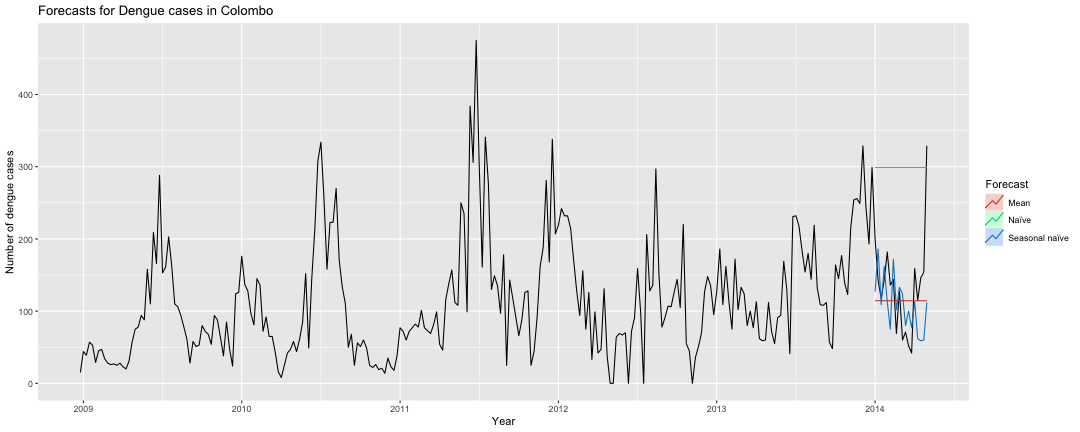 Forecasts for Dengue cases in Colombo
Number of dengue cases
400
300
200
100
0
2009 2010 2011 2012 2013 2014
Year
Forecast
Mean
Naïve
Seasonal naïve